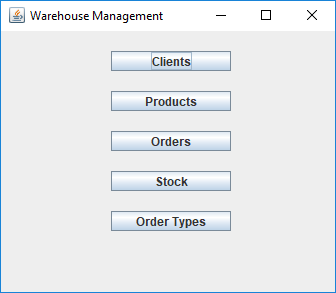 Warehouse Management
Clients
Products
Orders
Stock
Order Types